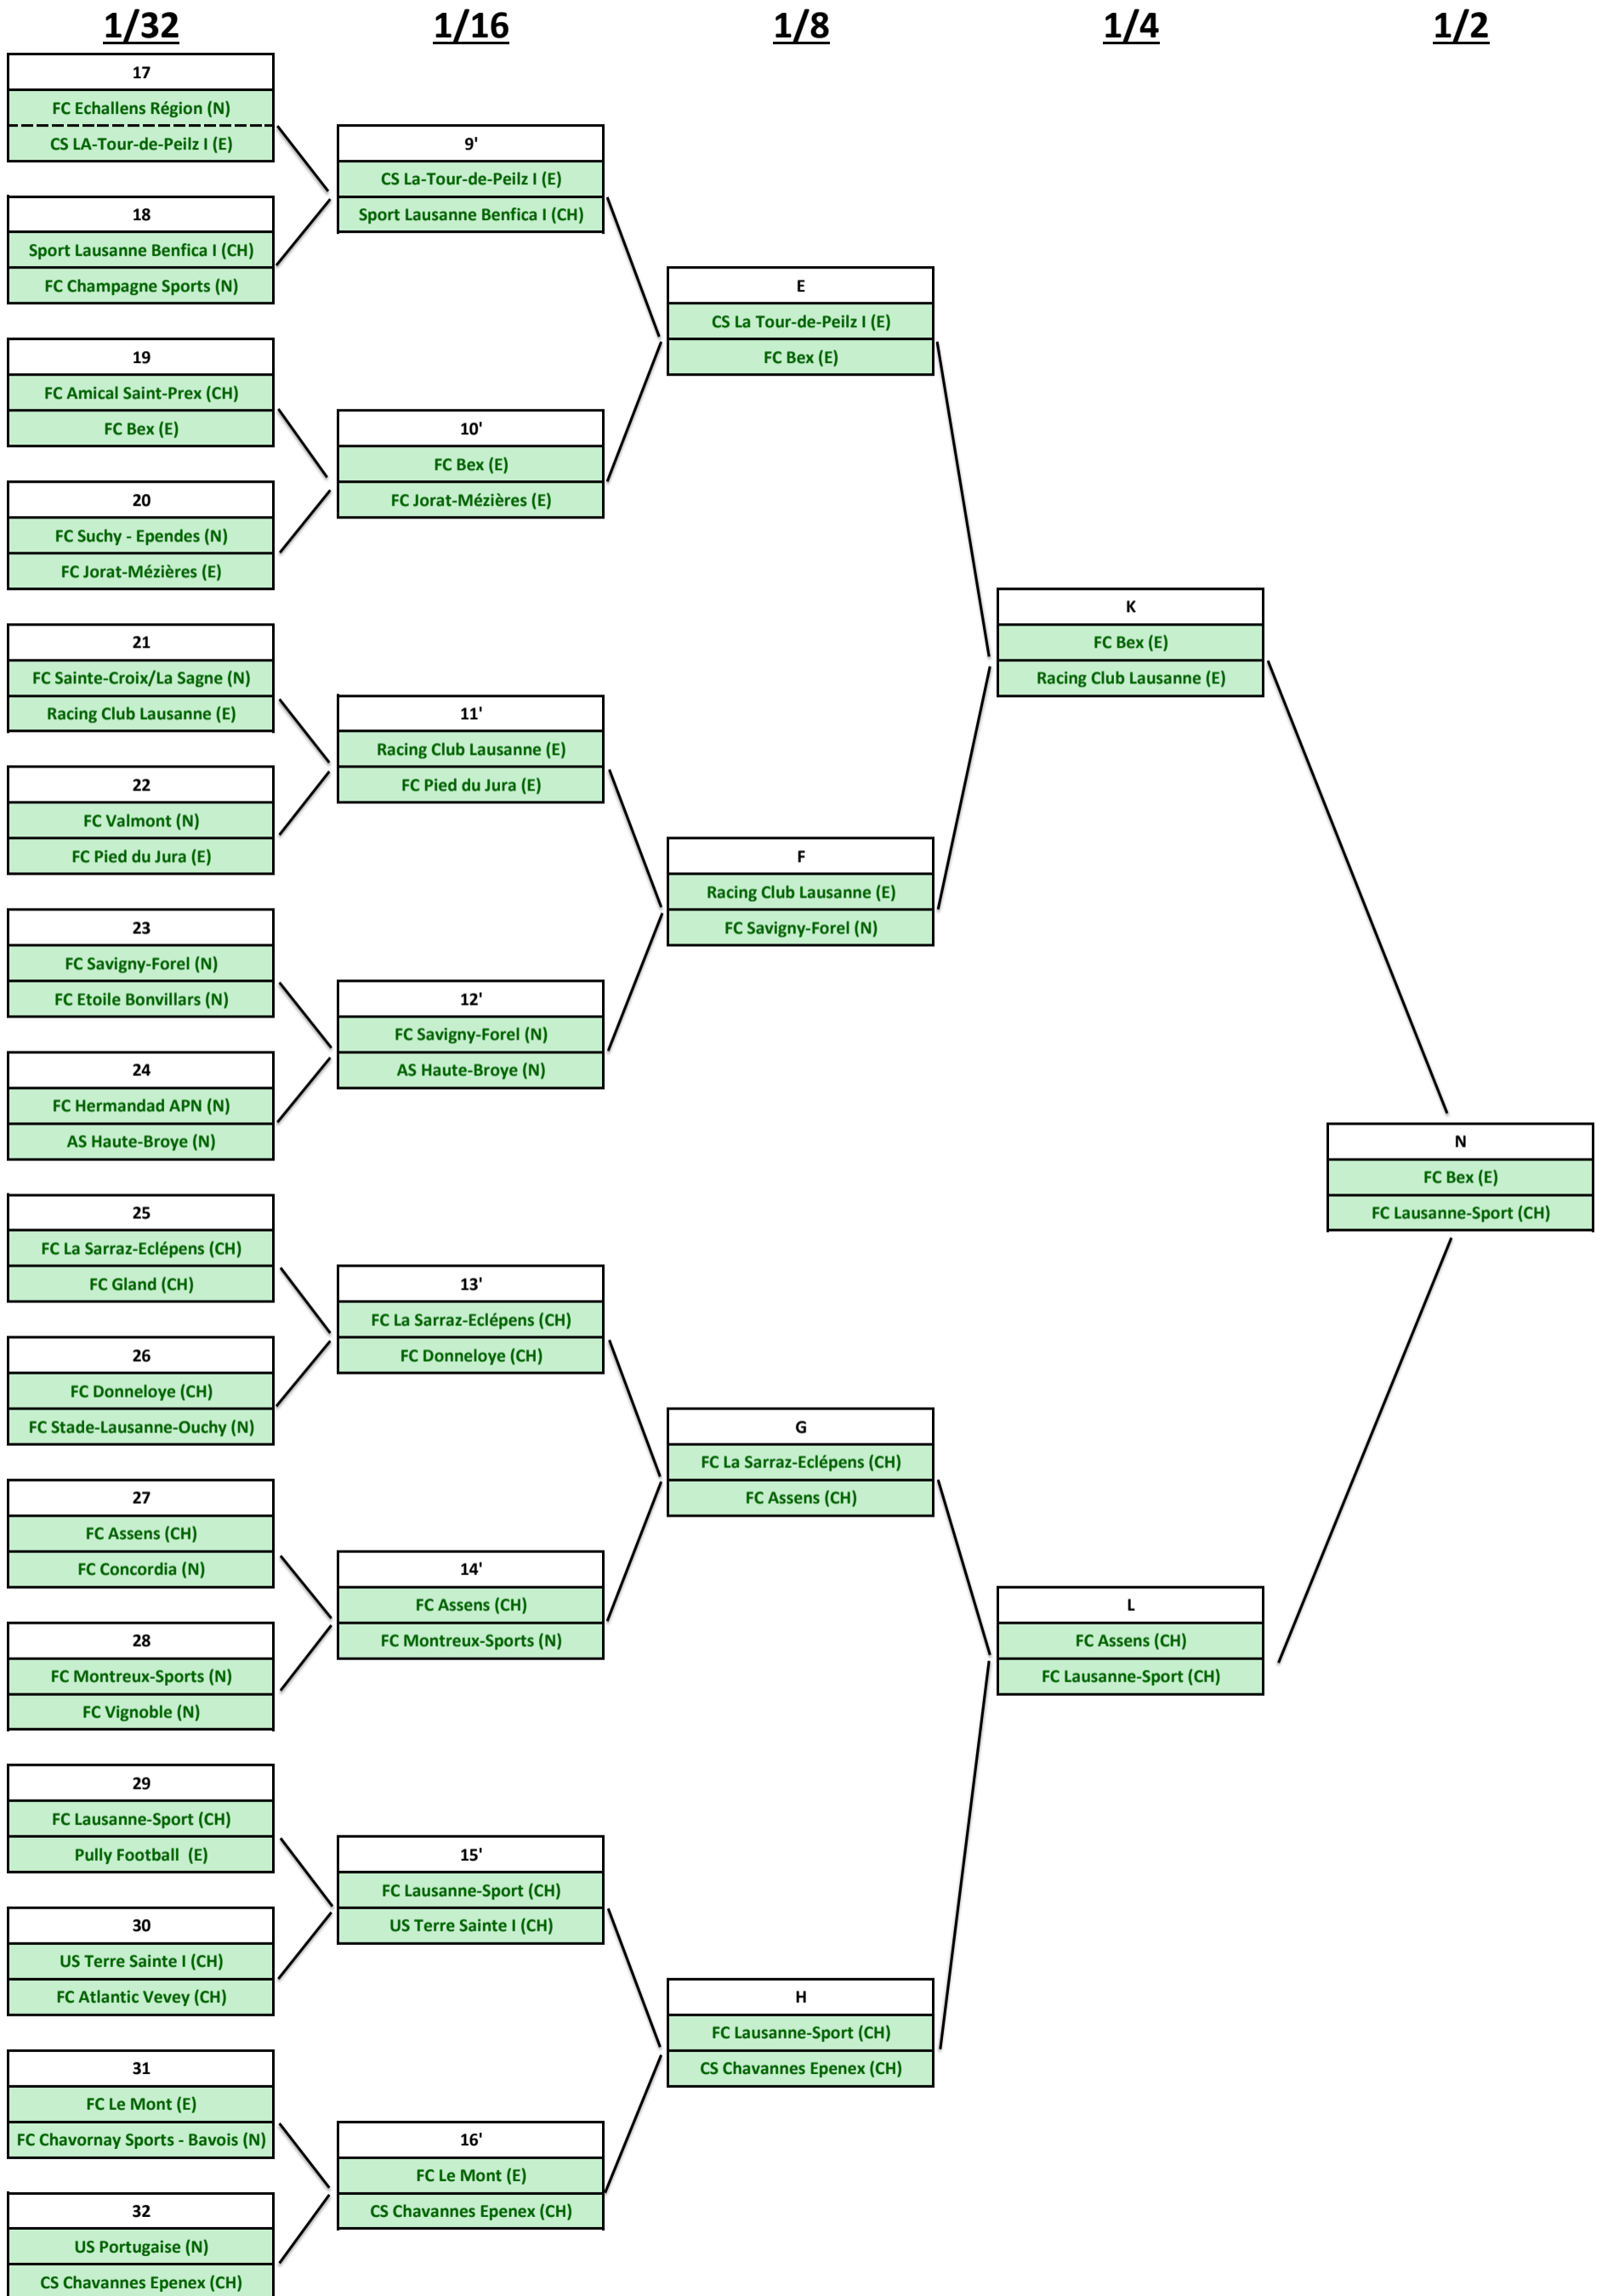 1/32
1/16
1/8
1/4
1/2
17
FC Echallens Région (N)
CS LA-Tour-de-Peilz I (E)
18
Sport Lausanne Benfica I (CH)
FC Champagne Sports (N)
19
FC Amical Saint-Prex (CH)
FC Bex (E)
20
FC Suchy - Ependes (N)
FC Jorat-Mézières (E)
21
FC Sainte-Croix/La Sagne (N)
Racing Club Lausanne (E)
22
FC Valmont (N)
FC Pied du Jura (E)
23
FC Savigny-Forel (N)
FC Etoile Bonvillars (N)
24
FC Hermandad APN (N)
AS Haute-Broye (N)
25
FC La Sarraz-Eclépens (CH)
FC Gland (CH)
26
FC Donneloye (CH)
FC Stade-Lausanne-Ouchy (N)
27
FC Assens (CH)
FC Concordia (N)
28
FC Montreux-Sports (N)
FC Vignoble (N)
29
FC Lausanne-Sport (CH)
Pully Football (E)
30
US Terre Sainte I (CH)
FC Atlantic Vevey (CH)
31
FC Le Mont (E)
FC Chavornay Sports - Bavois (N)
32
US Portugaise (N)
CS Chavannes Epenex (CH)
9'
CS La-Tour-de-Peilz I (E)
Sport Lausanne Benfica I (CH)
10'
FC Bex (E)
FC Jorat-Mézières (E)
11'
Racing Club Lausanne (E)
FC Pied du Jura (E)
12'
FC Savigny-Forel (N)
AS Haute-Broye (N)
13'
FC La Sarraz-Eclépens (CH)
FC Donneloye (CH)
14'
FC Assens (CH)
FC Montreux-Sports (N)
15'
FC Lausanne-Sport (CH)
US Terre Sainte I (CH)
16'
FC Le Mont (E)
CS Chavannes Epenex (CH)
E
CS La Tour-de-Peilz I (E)
FC Bex (E)
F
Racing Club Lausanne (E)
FC Savigny-Forel (N)
G
FC La Sarraz-Eclépens (CH)
FC Assens (CH)
H
FC Lausanne-Sport (CH)
CS Chavannes Epenex (CH)
K
FC Bex (E)
Racing Club Lausanne (E)
L
FC Assens (CH)
FC Lausanne-Sport (CH)
N
FC Bex (E)
FC Lausanne-Sport (CH)